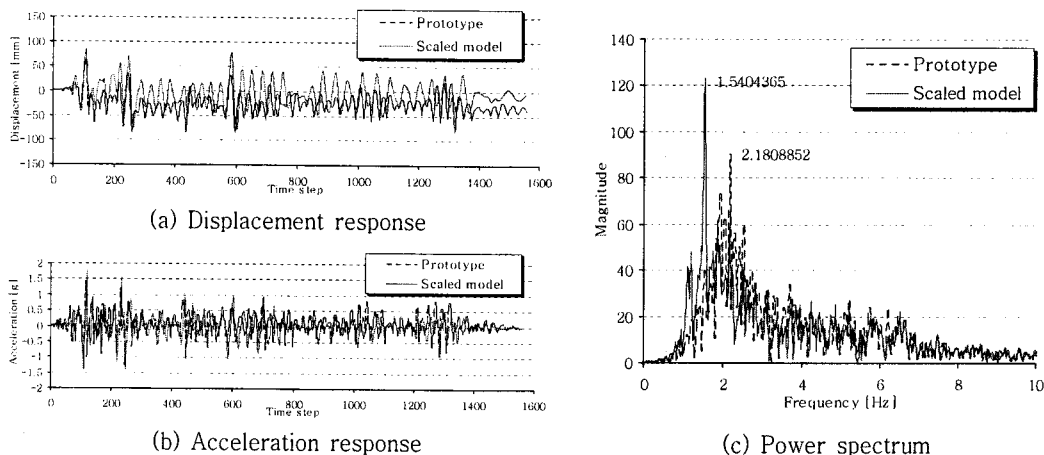 150
100
50
0
-50
-100
-150
Displacement [mm]
Prototype
Scaled model
0 200 400 600 800 1000 1200 1400 1600
Time step
(a) Displacement response
2
1.5
1
0.5
0
-0.5
-1
-1.5
-2
Acceleration [g]
Prototype
Scaled model
0 200 400 600 800 1000 1200 1400 1600
Time step
(b) Acceleration response
140
120
100
80
60
40
20
0
Magnitude
Prototype
Scaled model
1.5404365
2.1808852
0 2 4 6 8 10
Frequency [Hz]
(c) Power spectrum